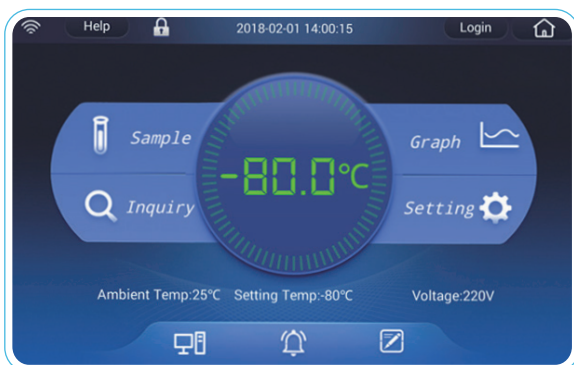 Help 2018-02-01 14:00:15 Login
Sample
Graph
-80.0°C
Inquiry
Setting
Ambient Temp:25℃ Setting Temp:-80℃ Voltage:220V